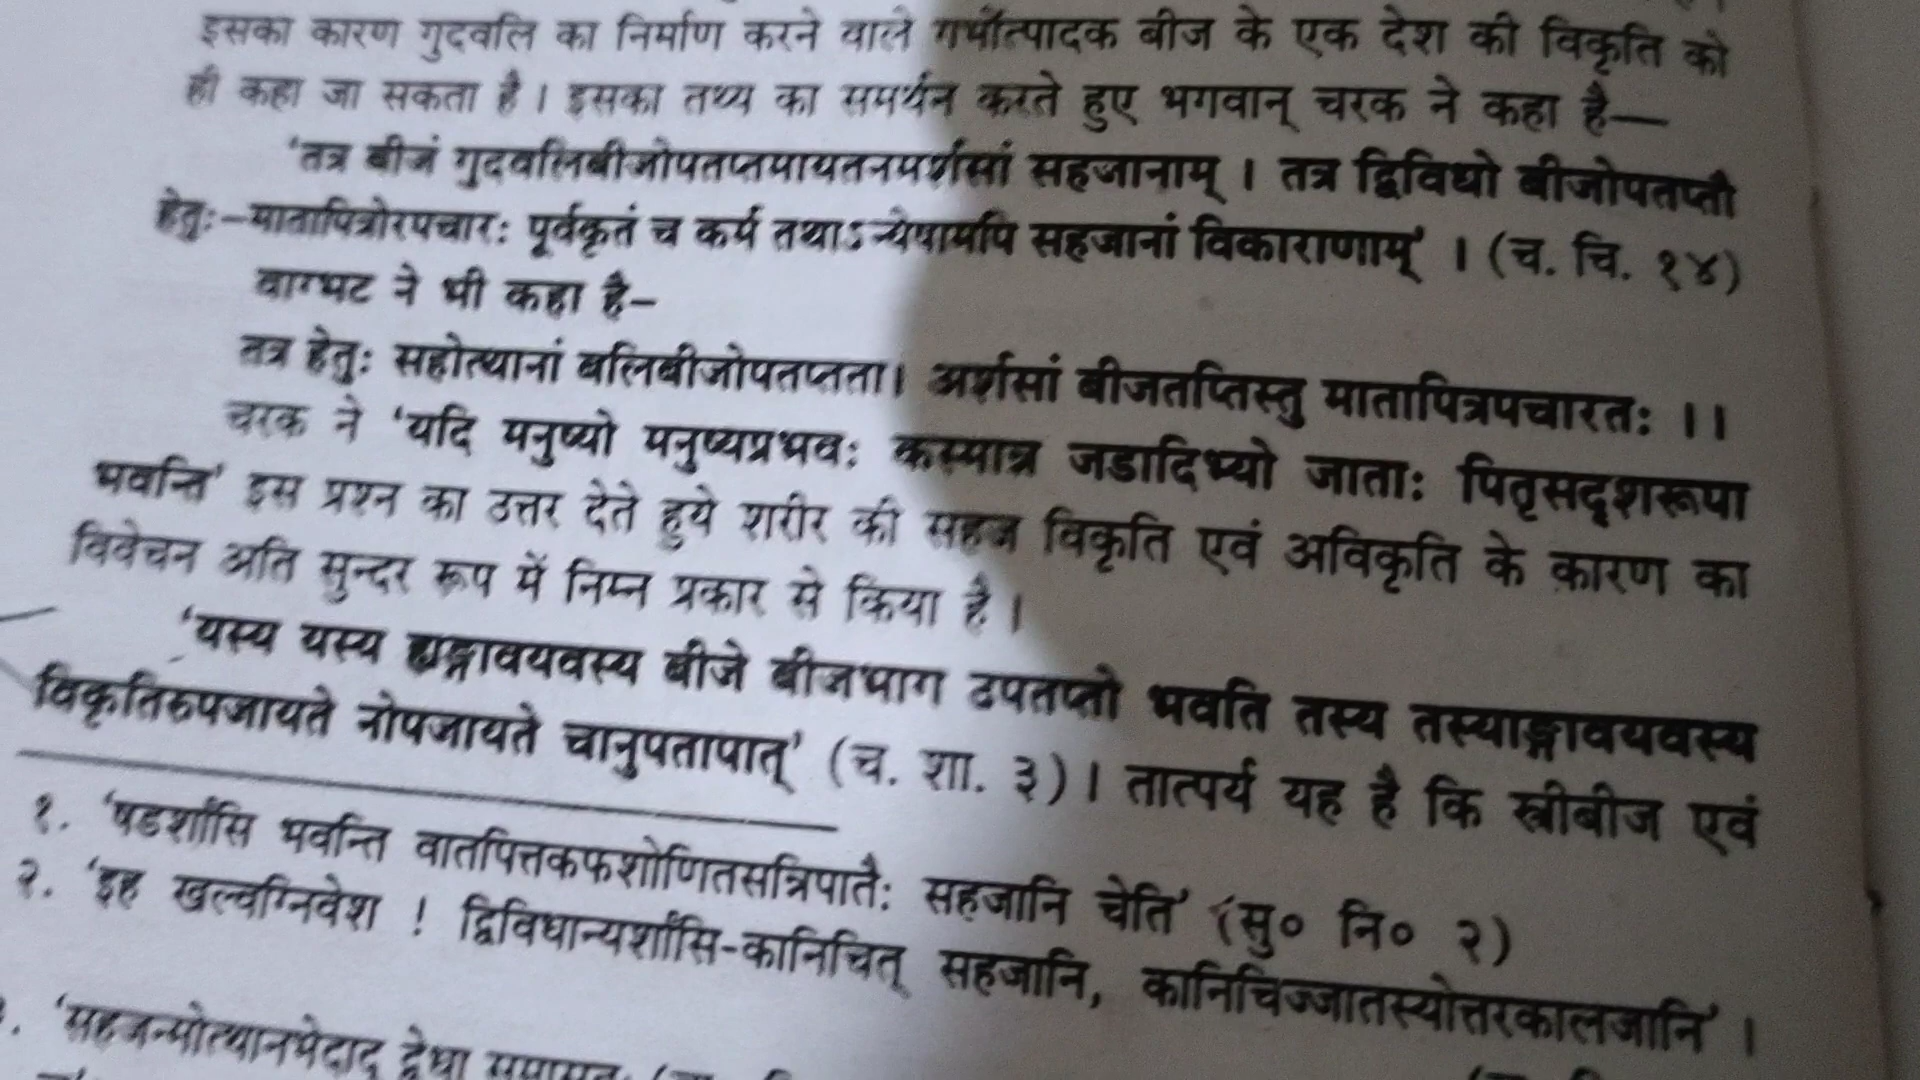 इसका कारण गुदवलि का निर्माण करने वाले गर्भोत्पादक बीज के एक देश की विकृति को
ही कहा जा सकता है । इसका तथ्य का समर्थन करते हुए भगवान् चरक ने कहा है—
'तत्र बीजं गुदवलिबीजोपतप्तमायतनमर्शसां सहजानाम् । तत्र द्विविधो बीजोपतप्तौ
हेतुः–मातापित्रोरपचारः पूर्वकृतं च कर्म तथाऽन्येषामपि सहजानां विकाराणाम्' । (च. चि. १४)
वाग्भट ने भी कहा है–
तत्र हेतुः सहोत्थानां वलिबीजोपतप्तता। अर्शसां बीजतप्तिस्तु मातापित्रपचारतः ।।
चरक ने 'यदि मनुष्यो मनुष्यप्रभवः कस्मान्न जडादिभ्यो जाताः पितृसदृशरूपा
भवन्ति' इस प्रश्न का उत्तर देते हुये शरीर की सहज विकृति एवं अविकृति के कारण का
विवेचन अति सुन्दर रूप में निम्न प्रकार से किया है ।
'यस्य यस्य ह्यङ्गावयवस्य बीजे बीजभाग उपतप्तो भवति तस्य तस्याङ्गावयवस्य
विकृतिरुपजायते नोपजायते चानुपतापात्' (च. शा. ३) । तात्पर्य यह है कि स्त्रीबीज एवं
१. 'षडर्शांसि भवन्ति वातपित्तकफशोणितसन्निपातैः सहजानि चेति' (सु० नि० २)
२. 'इह खल्वग्निवेश ! द्विविधान्यर्शांसि-कानिचित् सहजानि, कानिचिज्जातस्योत्तरकालजानि' ।
'सहजन्मोत्थानभेदाद् द्वेधा